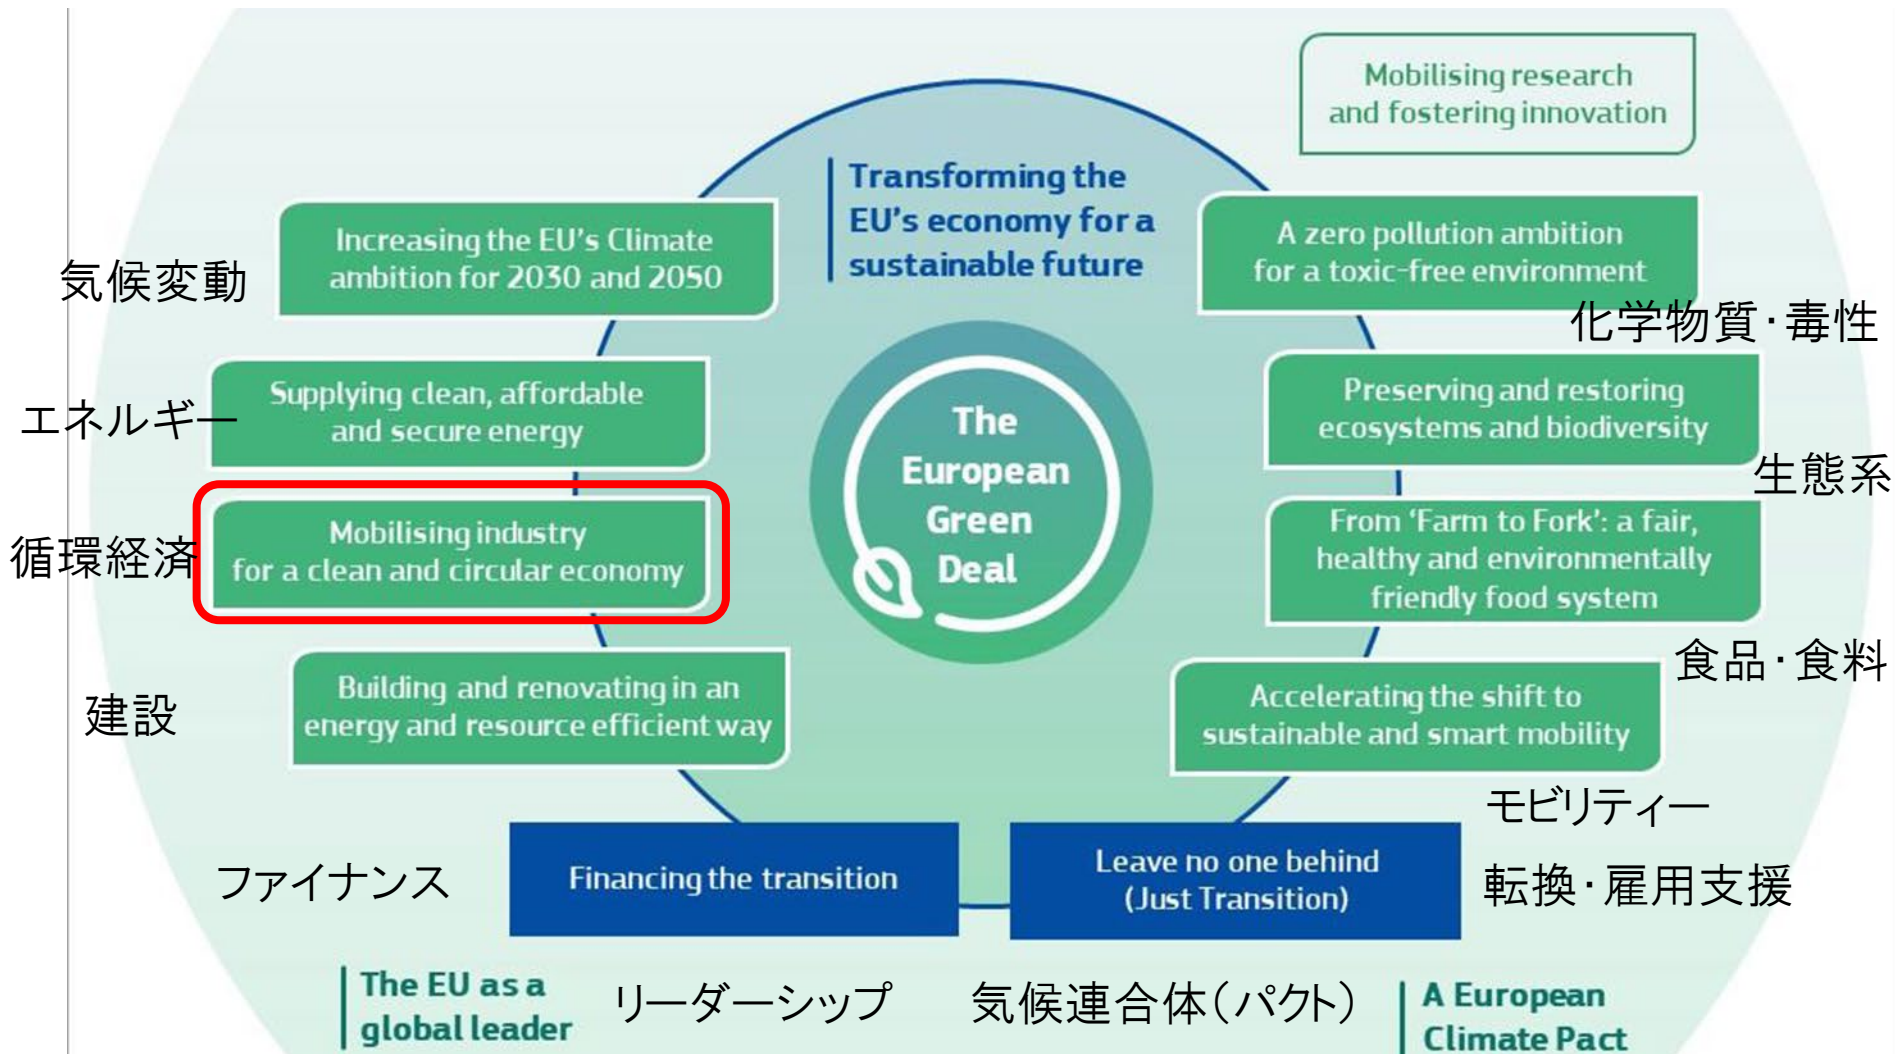 Mobilising research
and fostering innovation
Transforming the
EU's economy for a
sustainable future
Increasing the EU's Climate
ambition for 2030 and 2050
気候変動
A zero pollution ambition
for a toxic-free environment
化学物質・毒性
Supplying clean, affordable
and secure energy
エネルギー
Preserving and restoring
ecosystems and biodiversity
生態系
The
European
Green
Deal
Mobilising industry
for a clean and circular economy
循環経済
From 'Farm to Fork': a fair,
healthy and environmentally
friendly food system
食品・食料
Building and renovating in an
energy and resource efficient way
建設
Accelerating the shift to
sustainable and smart mobility
モビリティー
ファイナンス
Financing the transition
Leave no one behind
(Just Transition)
転換・雇用支援
The EU as a
global leader
リーダーシップ
気候連合体(パクト)
A European
Climate Pact